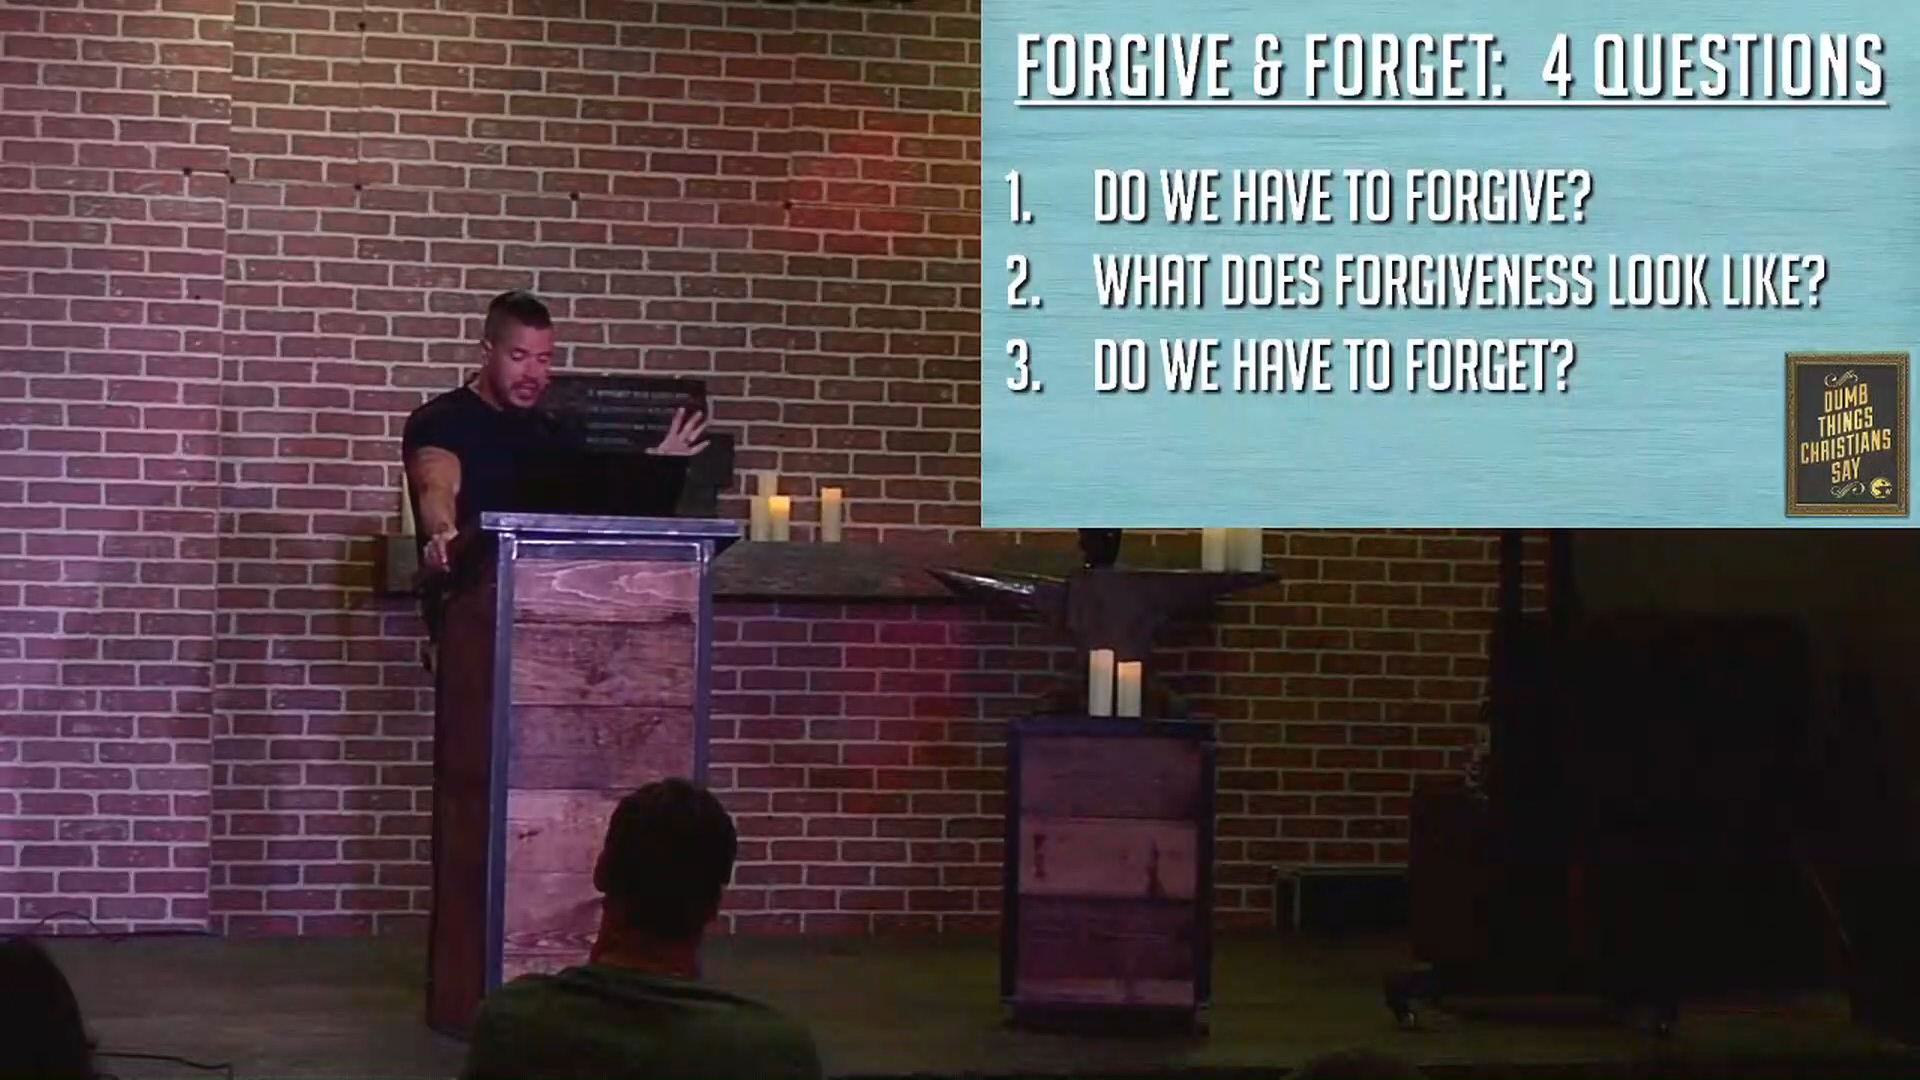 FORGIVE & FORGET: 4 QUESTIONS
1. DO WE HAVE TO FORGIVE?
2. WHAT DOES FORGIVENESS LOOK LIKE?
3. DO WE HAVE TO FORGET?
DUMB
THINGS
CHRISTIANS
SAY